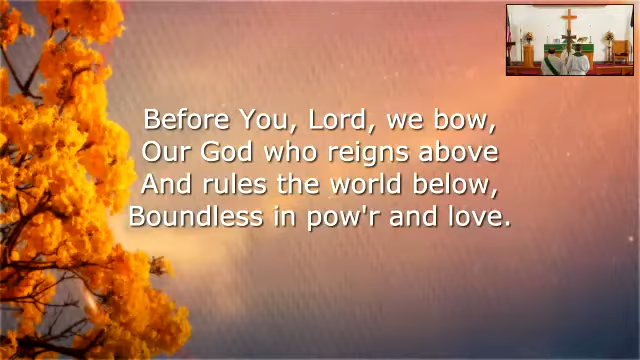 Before You, Lord, we bow,
Our God who reigns above
And rules the world below,
Boundless in pow'r and love.